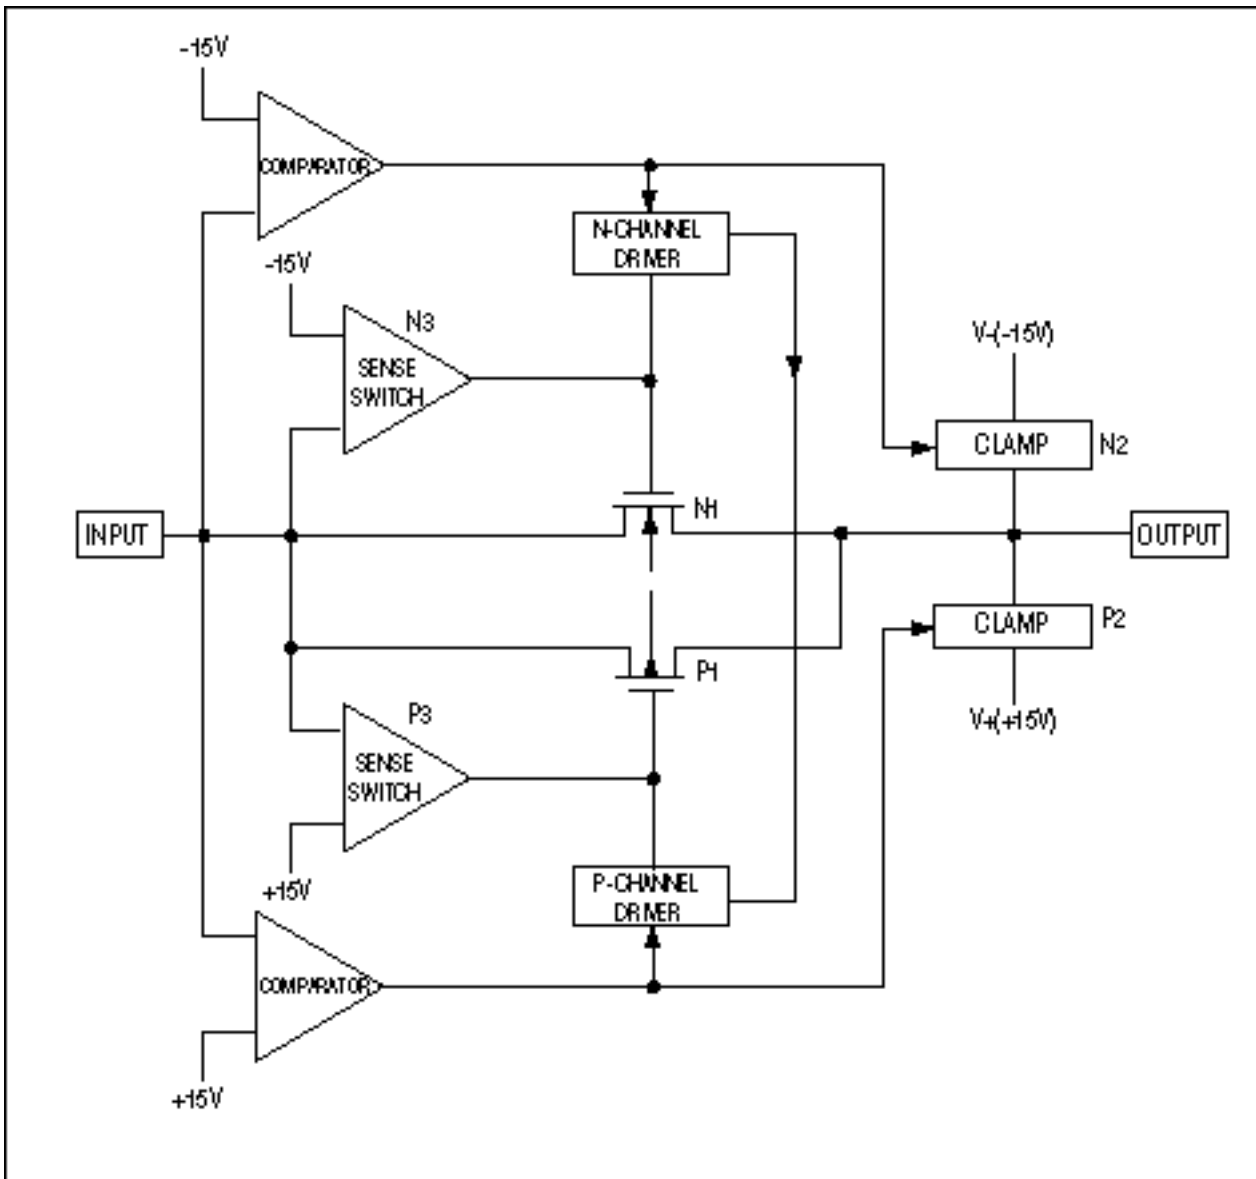 -15V
COMPARATOR
N-CHANNEL
DRIVER
-15V
N3
SENSE
SWITCH
V-(-15V)
CLAMP
N2
N1
INPUT
OUTPUT
CLAMP
P2
P1
P3
V+(+15V)
SENSE
SWITCH
+15V
P-CHANNEL
DRIVER
COMPARATOR
+15V